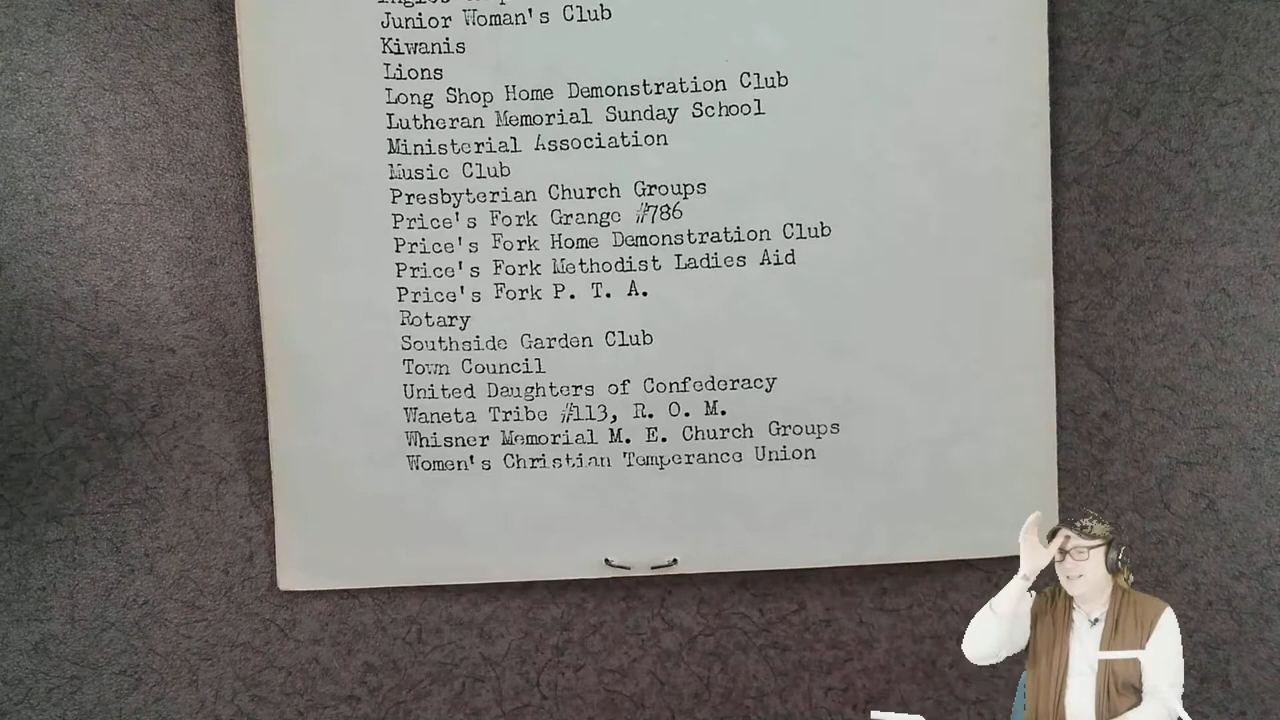 Junior Woman's Club
Kiwanis
Lions
Long Shop Home Demonstration Club
Lutheran Memorial Sunday School
Ministerial Association
Music Club
Presbyterian Church Groups
Price's Fork Grange #786
Price's Fork Home Demonstration Club
Price's Fork Methodist Ladies Aid
Price's Fork P. T. A.
Rotary
Southside Garden Club
Town Council
United Daughters of Confederacy
Waneta Tribe #113, R. O. M.
Whisner Memorial M. E. Church Groups
Women's Christian Temperance Union